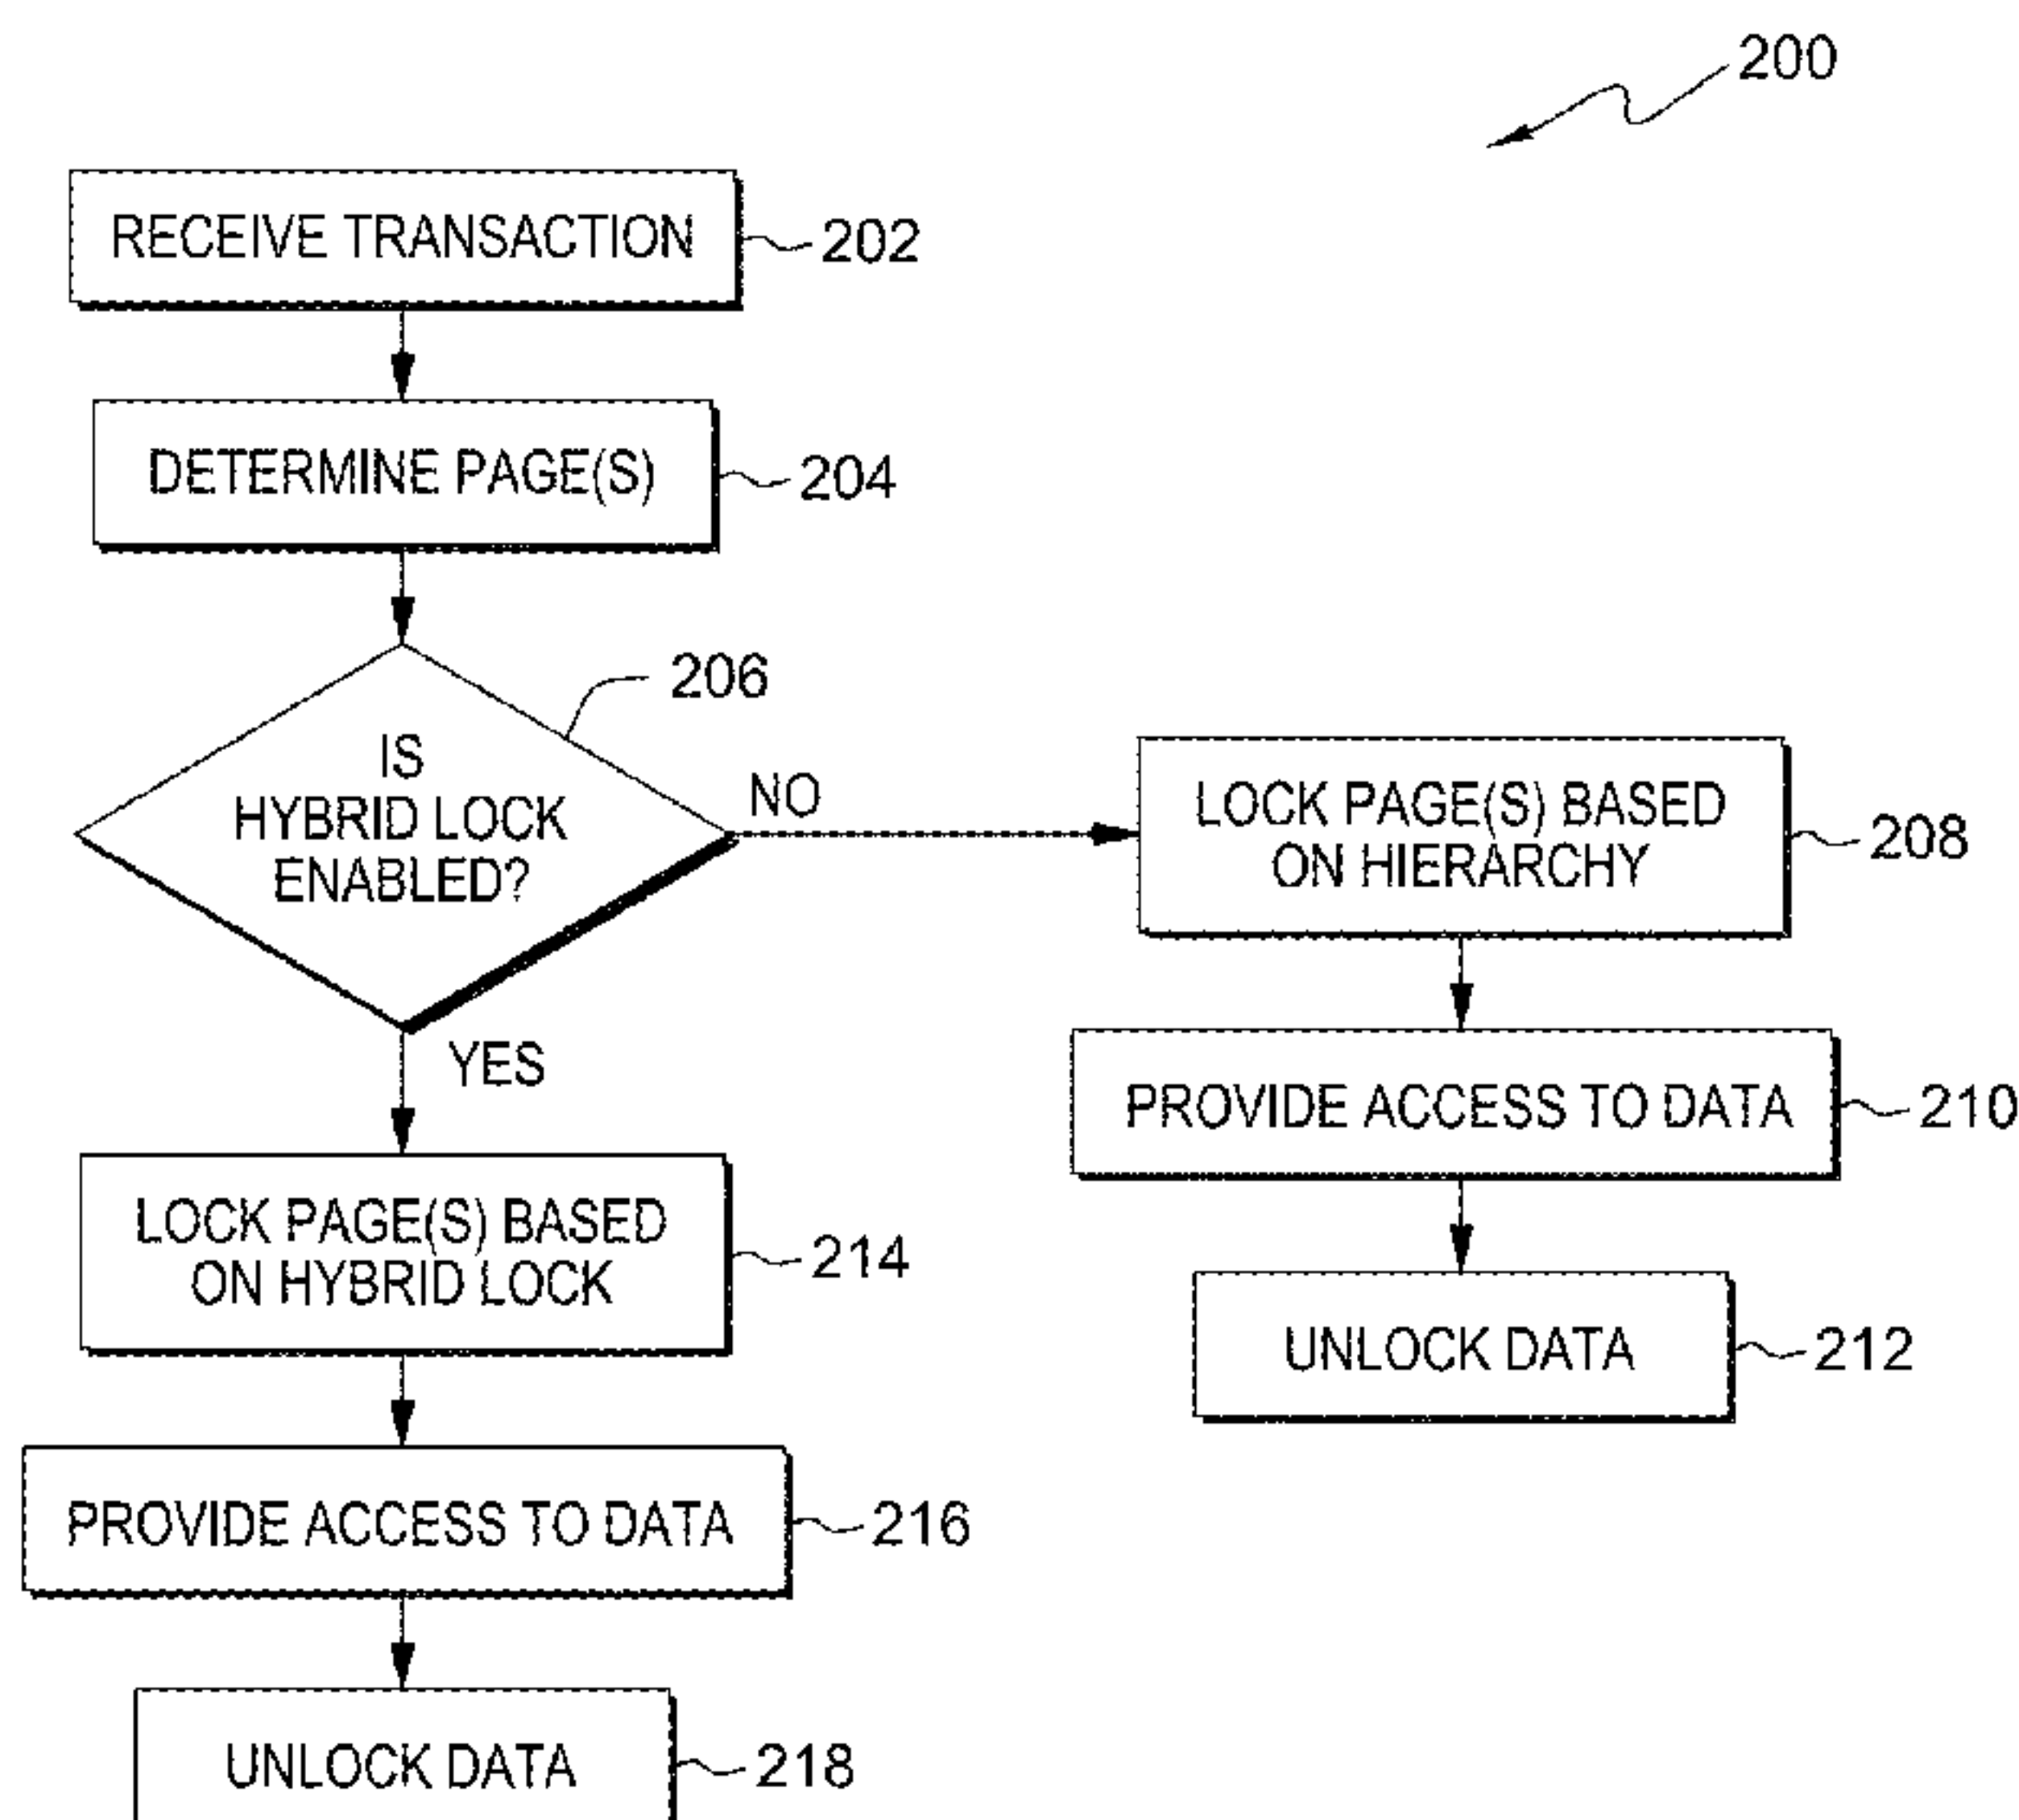 200
RECEIVE TRANSACTION
202
DETERMINE PAGE(S)
204
206
IS
HYBRID LOCK
ENABLED?
NO
YES
LOCK PAGE(S) BASED
ON HIERARCHY
208
PROVIDE ACCESS TO DATA
210
UNLOCK DATA
212
LOCK PAGE(S) BASED
ON HYBRID LOCK
214
PROVIDE ACCESS TO DATA
216
UNLOCK DATA
218